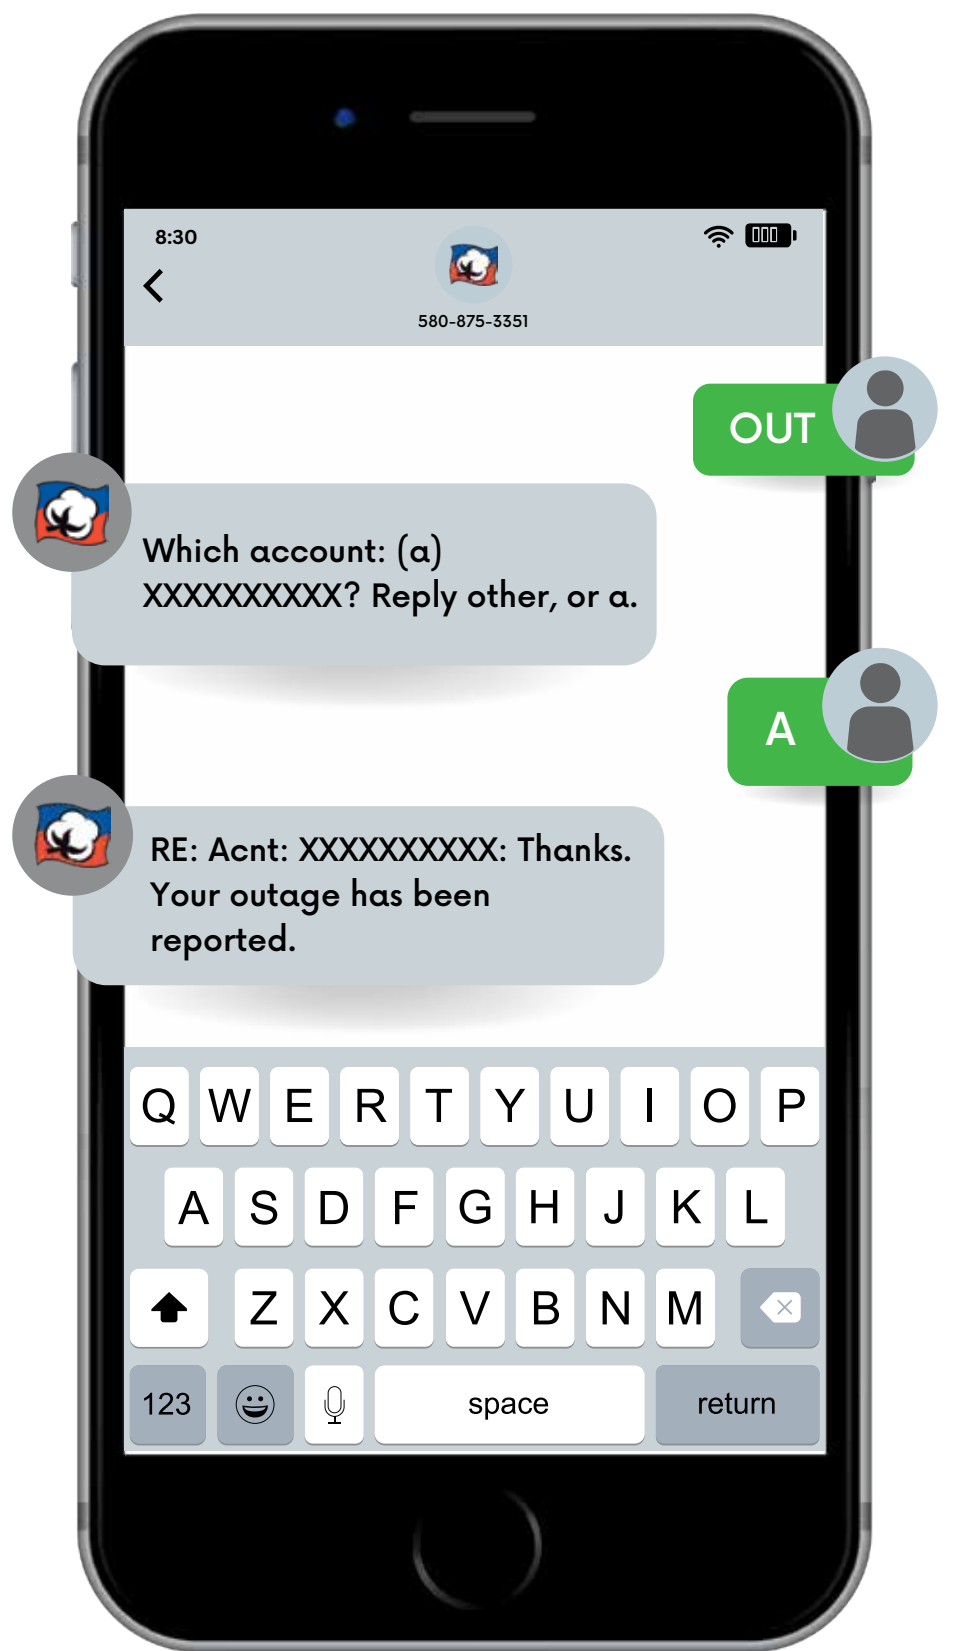 8:30
580-875-3351
OUT
Which account: (a)
XXXXXXXXXX? Reply other, or a.
A
RE: Acnt: XXXXXXXXXX: Thanks.
Your outage has been
reported.
Q W E R T Y U I O P
A S D F G H J K L
Z X C V B N M
123 space return